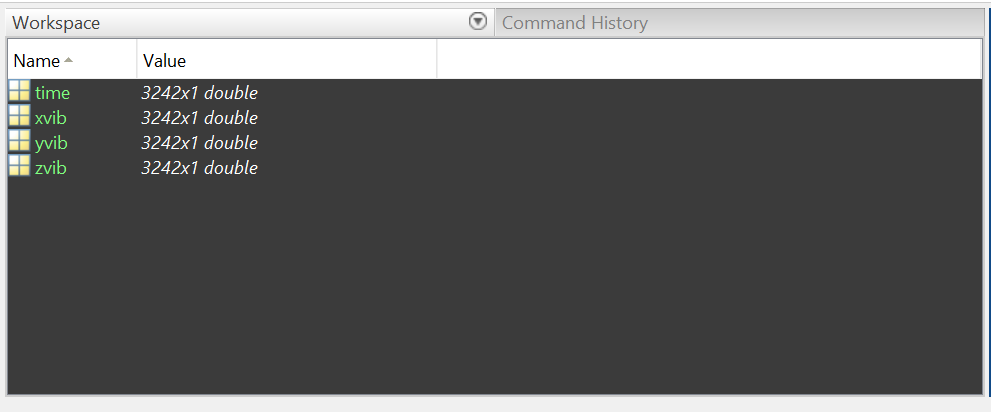 Workspace Command History
Name Value
time 3242x1 double
xvib 3242x1 double
yvib 3242x1 double
zvib 3242x1 double